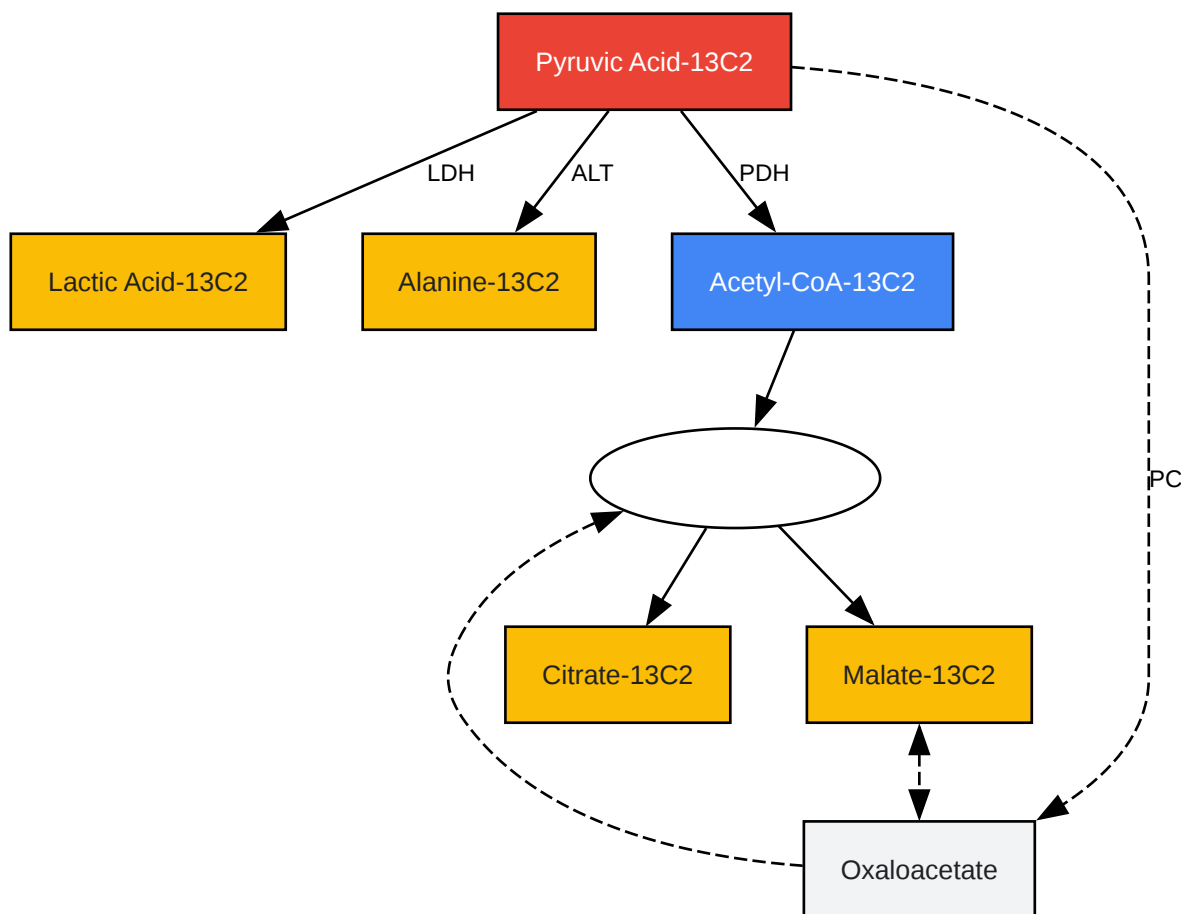 Pyruvic Acid-13C2
LDH
ALT
PDH
Lactic Acid-13C2
Alanine-13C2
Acetyl-CoA-13C2
PC
Citrate-13C2
Malate-13C2
Oxaloacetate